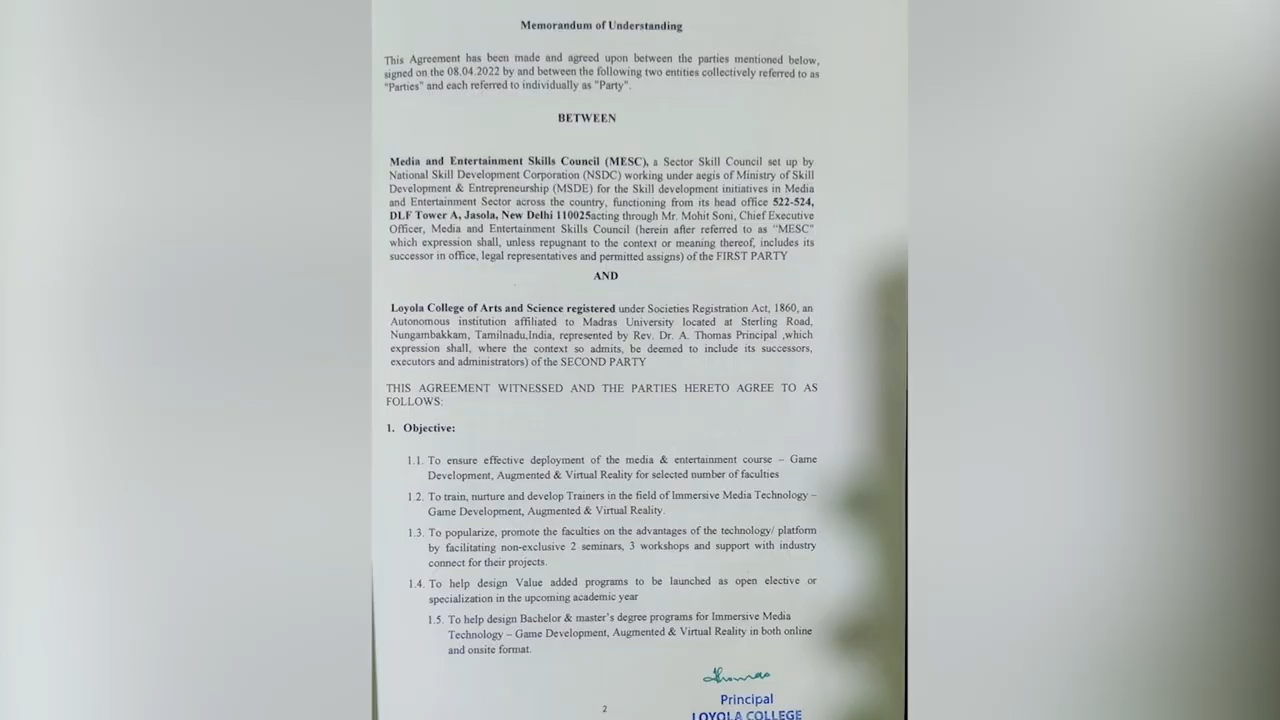 Memorandum of Understanding
This Agreement has been made and agreed upon between the parties mentioned below,
signed on the 08.04.2022 by and between the following two entities collectively referred to as
"Parties" and each referred to individually as "Party".
BETWEEN
Media and Entertainment Skills Council (MESC), a Sector Skill Council set up by
National Skill Development Corporation (NSDC) working under aegis of Ministry of Skill
Development & Entrepreneurship (MSDE) for the Skill development initiatives in Media
and Entertainment Sector across the country, functioning from its head office 522-524,
DLF Tower A, Jasola, New Delhi 110025acting through Mr. Mohit Soni, Chief Executive
Officer, Media and Entertainment Skills Council (herein after referred to as "MESC"
which expression shall, unless repugnant to the context or meaning thereof, includes its
successor in office, legal representatives and permitted assigns) of the FIRST PARTY
AND
Loyola College of Arts and Science registered under Societies Registration Act, 1860, an
Autonomous institution affiliated to Madras University located at Sterling Road,
Nungambakkam, Tamilnadu,India, represented by Rev. Dr. A. Thomas Principal ,which
expression shall, where the context so admits, be deemed to include its successors,
executors and administrators) of the SECOND PARTY
THIS AGREEMENT WITNESSED AND THE PARTIES HERETO AGREE TO AS
FOLLOWS:
1. Objective:
1.1. To ensure effective deployment of the media & entertainment course – Game
Development, Augmented & Virtual Reality for selected number of faculties
1.2. To train, nurture and develop Trainers in the field of Immersive Media Technology –
Game Development, Augmented & Virtual Reality.
1.3. To popularize, promote the faculties on the advantages of the technology/ platform
by facilitating non-exclusive 2 seminars, 3 workshops and support with industry
connect for their projects.
1.4. To help design Value added programs to be launched as open elective or
specialization in the upcoming academic year
1.5. To help design Bachelor & master's degree programs for Immersive Media
Technology – Game Development, Augmented & Virtual Reality in both online
and onsite format.
Thomas
Principal
2
LOYOLA COLLEGE